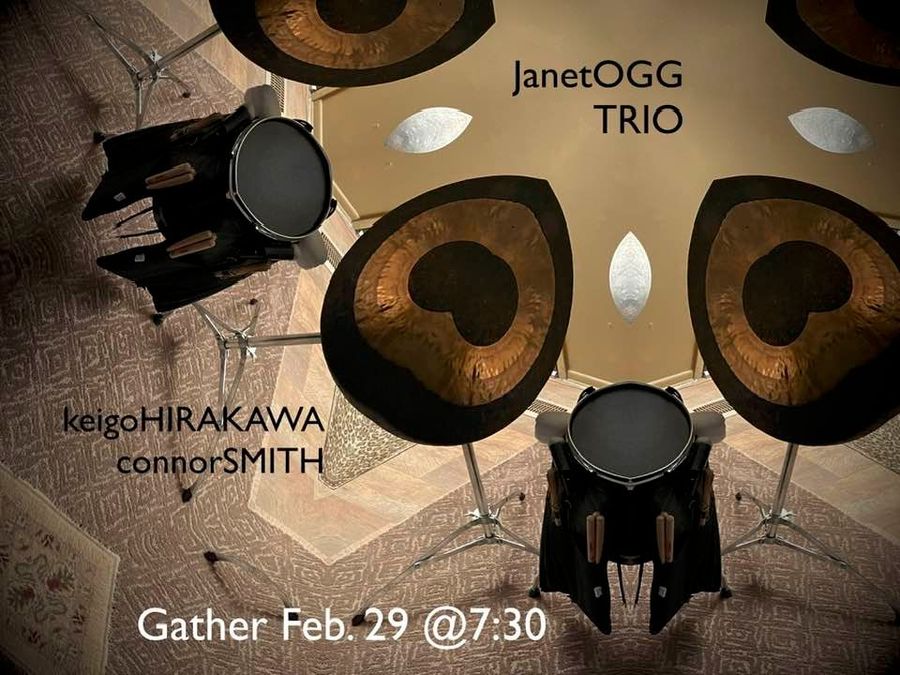 JanetOGG
TRIO
keigoHIRAKAWA
connorSMITH
Gather Feb. 29 @7:30